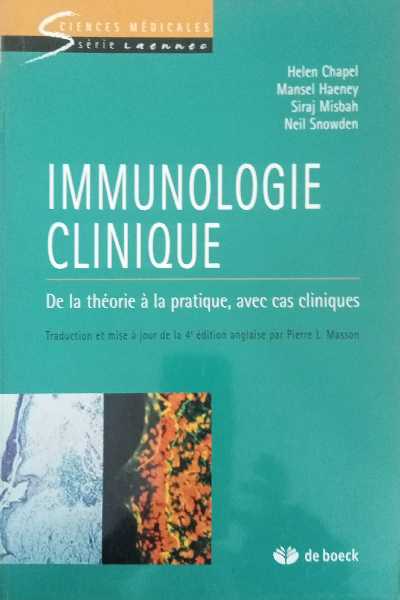 SCIENCES MÉDICALES
série LAENNEC
Helen Chapel
Mansel Haeney
Siraj Misbah
Neil Snowden
IMMUNOLOGIE
CLINIQUE
De la théorie à la pratique, avec cas cliniques
Traduction et mise à jour de la 4e édition anglaise par Pierre L. Masson
de boeck